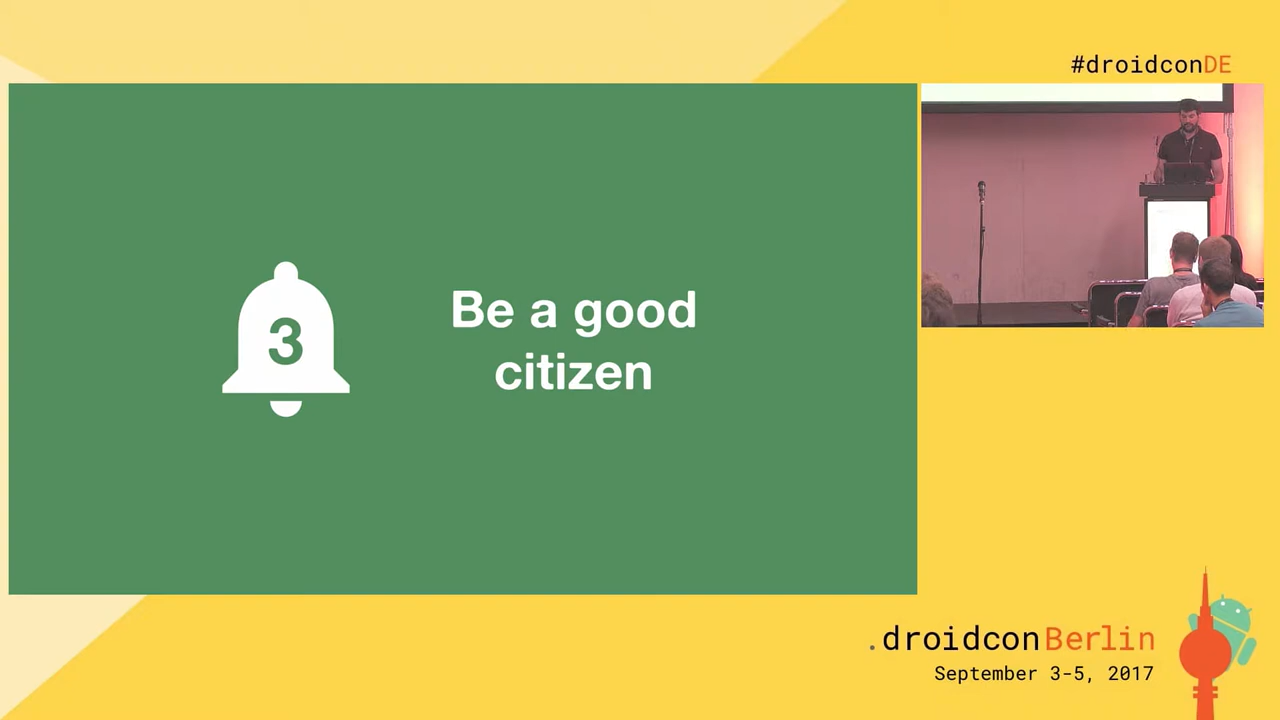 #droidconDE
3
Be a good
citizen
.droidconBerlin
September 3-5, 2017